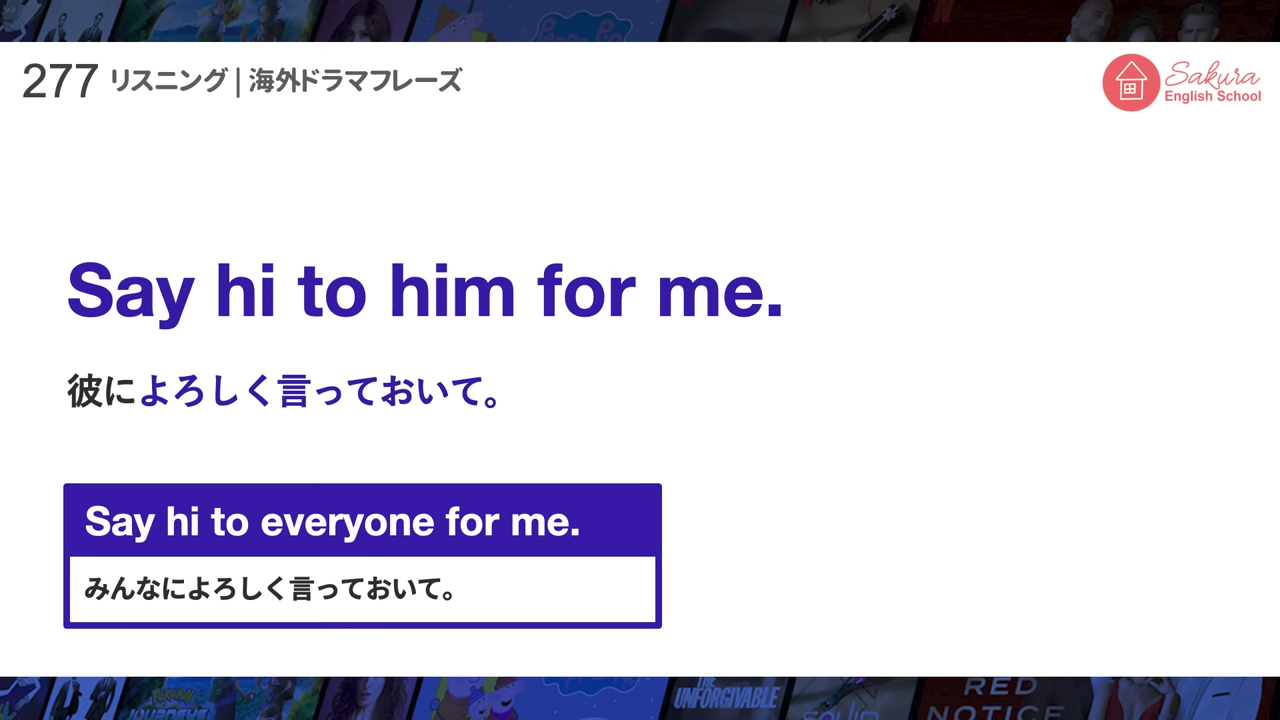 277 リスニング | 海外ドラマフレーズ
Sakura
English School
Say hi to him for me.
彼によろしく言っておいて。
Say hi to everyone for me.
みんなによろしく言っておいて。
THE
UNFORGIVABLE
RED
NOTICE